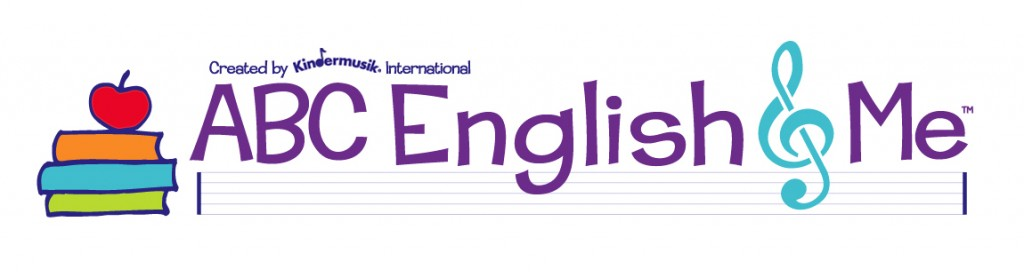 Created by Kindermusik® International
ABC English & Me™